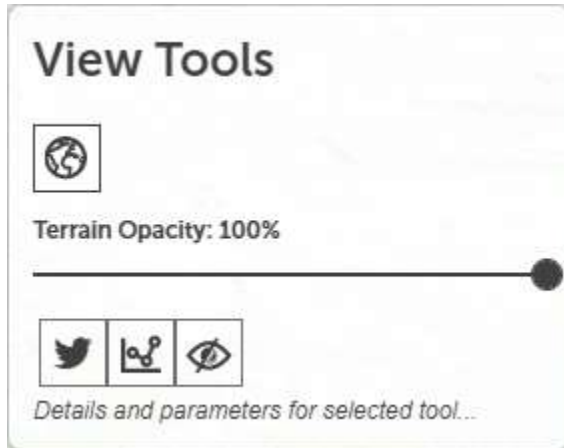 View Tools
Terrain Opacity: 100%
Details and parameters for selected tool...